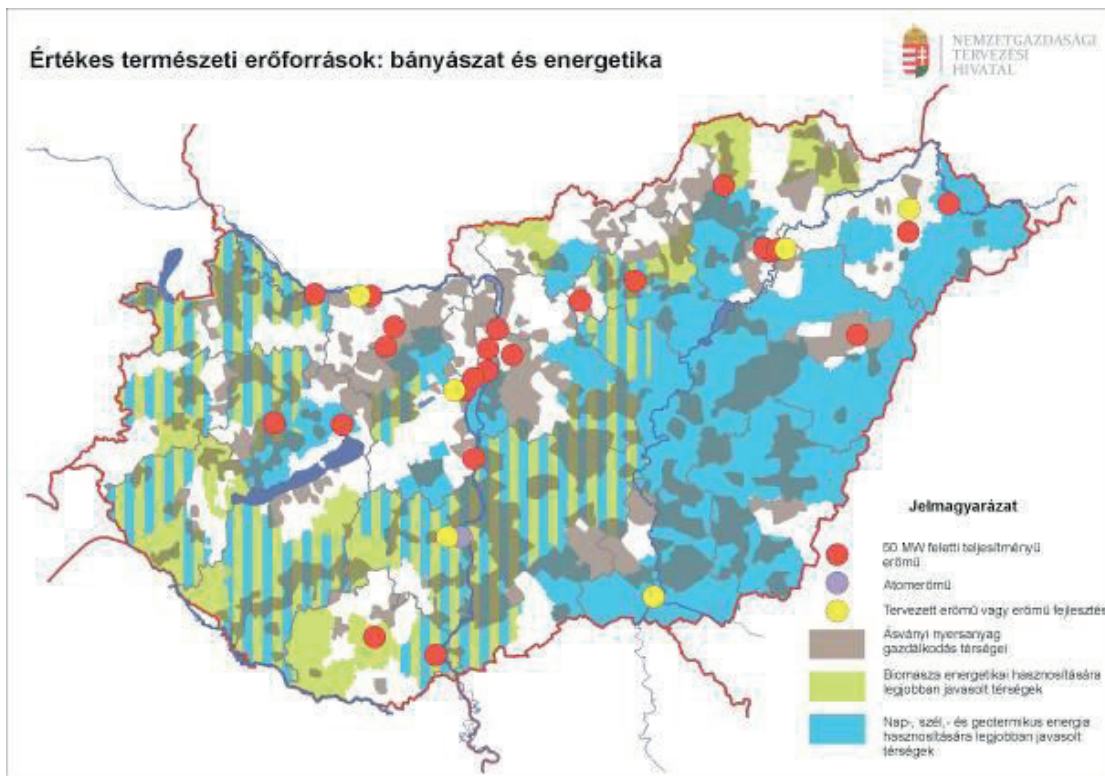 Értékes természeti erőforrások: bányászat és energetika
NEMZETGAZDASÁGI
TERVEZÉSI
HIVATAL
Jelmagyarázat
50 MW feletti teljesítményű
erőmű
Atomerőmű
Tervezett erőmű vagy erőmű fejlesztés
Ásványi nyersanyag
gazdálkodás térségei
Biomassza energetikai hasznosítására
legjobban javasolt térségek
Nap-, szél,- és geotermikus energia
hasznosítására legjobban javasolt
térségek